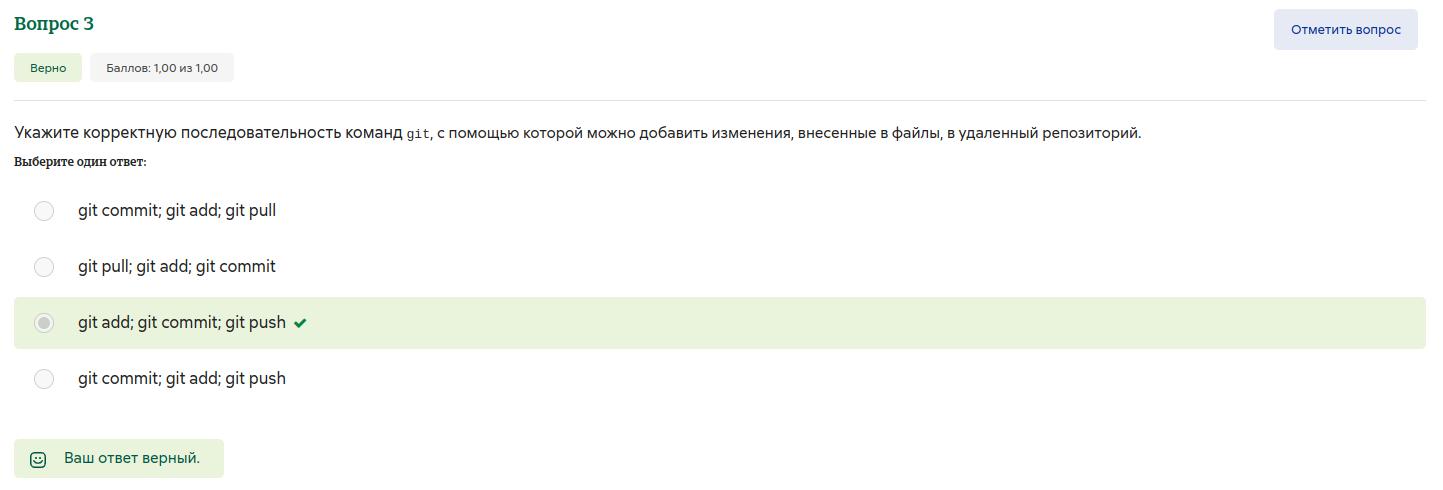 Вопрос 3
Отметить вопрос
Верно
Баллов: 1,00 из 1,00
Укажите корректную последовательность команд git, с помощью которой можно добавить изменения, внесенные в файлы, в удаленный репозиторий.
Выберите один ответ:
git commit; git add; git pull
git pull; git add; git commit
git add; git commit; git push
git commit; git add; git push
Ваш ответ верный.